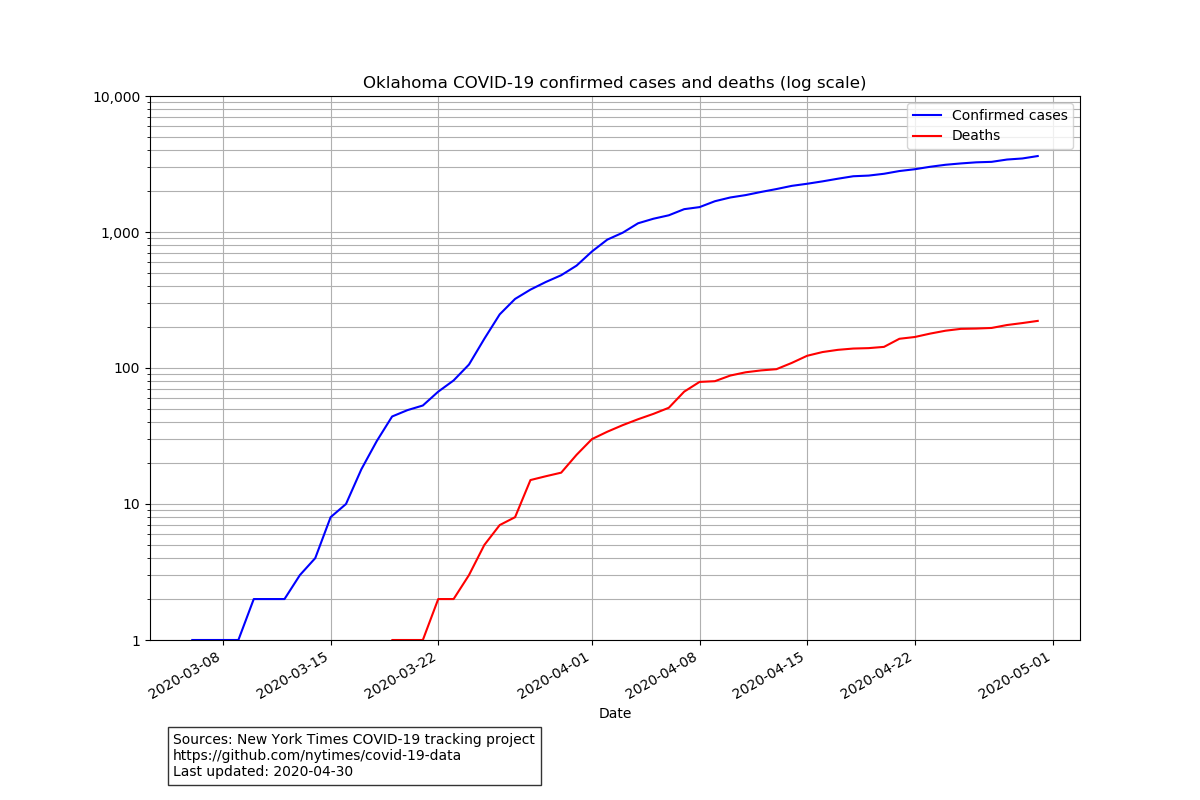 Oklahoma COVID-19 confirmed cases and deaths (log scale)
10,000
1,000
100
10
1
Confirmed cases
Deaths
2020-03-08
2020-03-15
2020-03-22
2020-04-01
2020-04-08
2020-04-15
2020-04-22
2020-05-01
Date
Sources: New York Times COVID-19 tracking project
https://github.com/nytimes/covid-19-data
Last updated: 2020-04-30